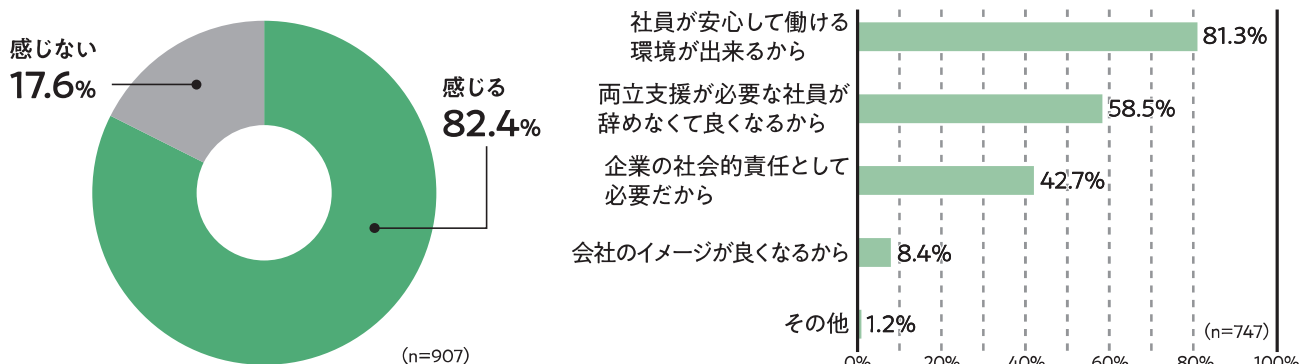 感じない
17.6%
感じる
82.4%
(n=907)
社員が安心して働ける
環境が出来るから
81.3%
両立支援が必要な社員が
辞めなくて良くなるから
58.5%
企業の社会的責任として
必要だから
42.7%
会社のイメージが良くなるから
8.4%
その他
1.2%
(n=747)
0% 20% 40% 60% 80% 100%